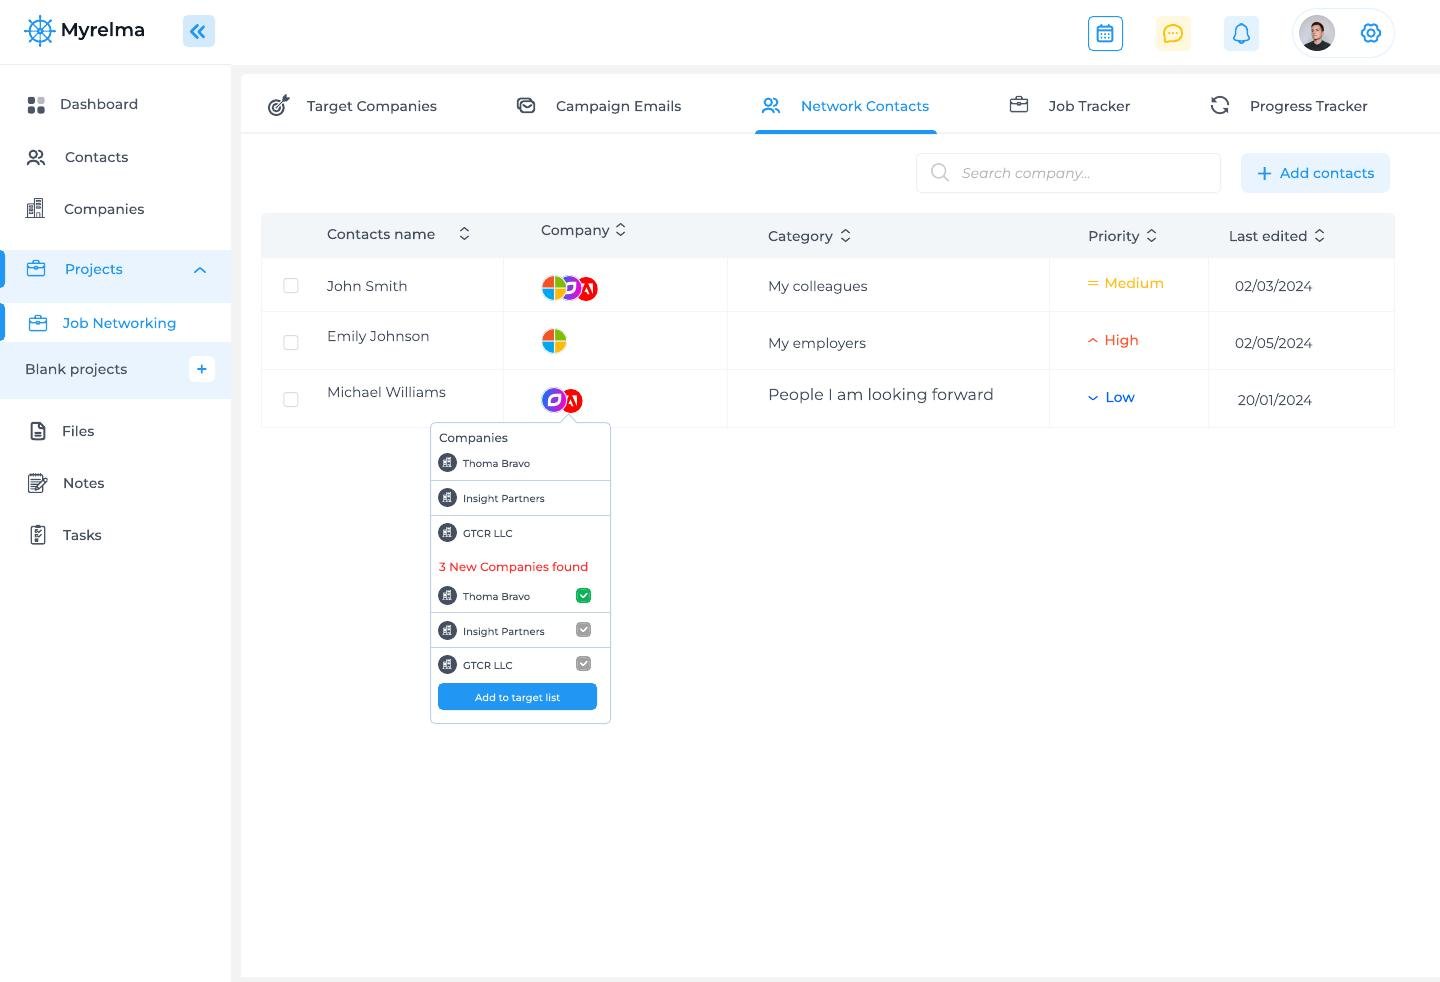 Myrelma
Dashboard
Contacts
Companies
Projects
Job Networking
Blank projects
Files
Notes
Tasks
Target Companies
Campaign Emails
Network Contacts
Job Tracker
Progress Tracker
Search company...
Add contacts
Contacts name Company Category Priority Last edited
John Smith My colleagues Medium 02/03/2024
Emily Johnson My employers High 02/05/2024
Michael Williams People I am looking forward Low 20/01/2024
Companies
Thoma Bravo
Insight Partners
GTCR LLC
3 New Companies found
Thoma Bravo
Insight Partners
GTCR LLC
Add to target list